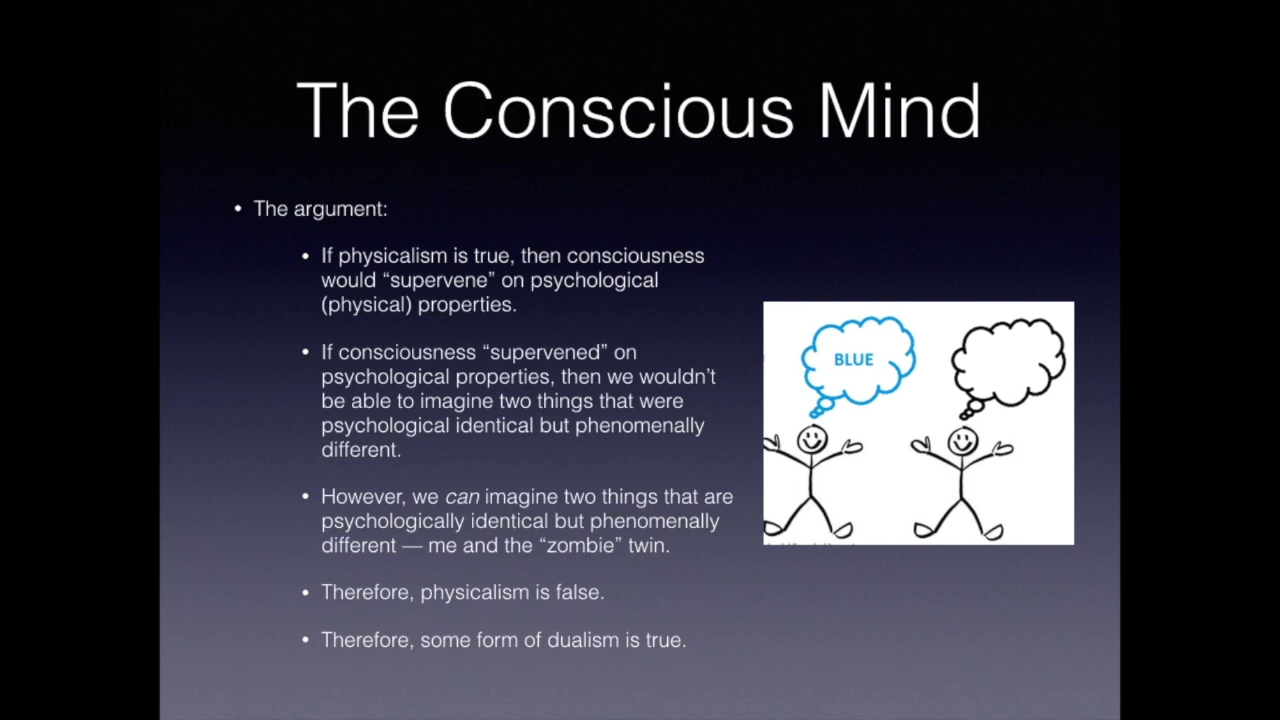 The Conscious Mind
• The argument:
• If physicalism is true, then consciousness
would “supervene” on psychological
(physical) properties.
• If consciousness “supervened” on
psychological properties, then we wouldn’t
be able to imagine two things that were
psychological identical but phenomenally
different.
• However, we can imagine two things that are
psychologically identical but phenomenally
different — me and the “zombie” twin.
• Therefore, physicalism is false.
• Therefore, some form of dualism is true.
BLUE